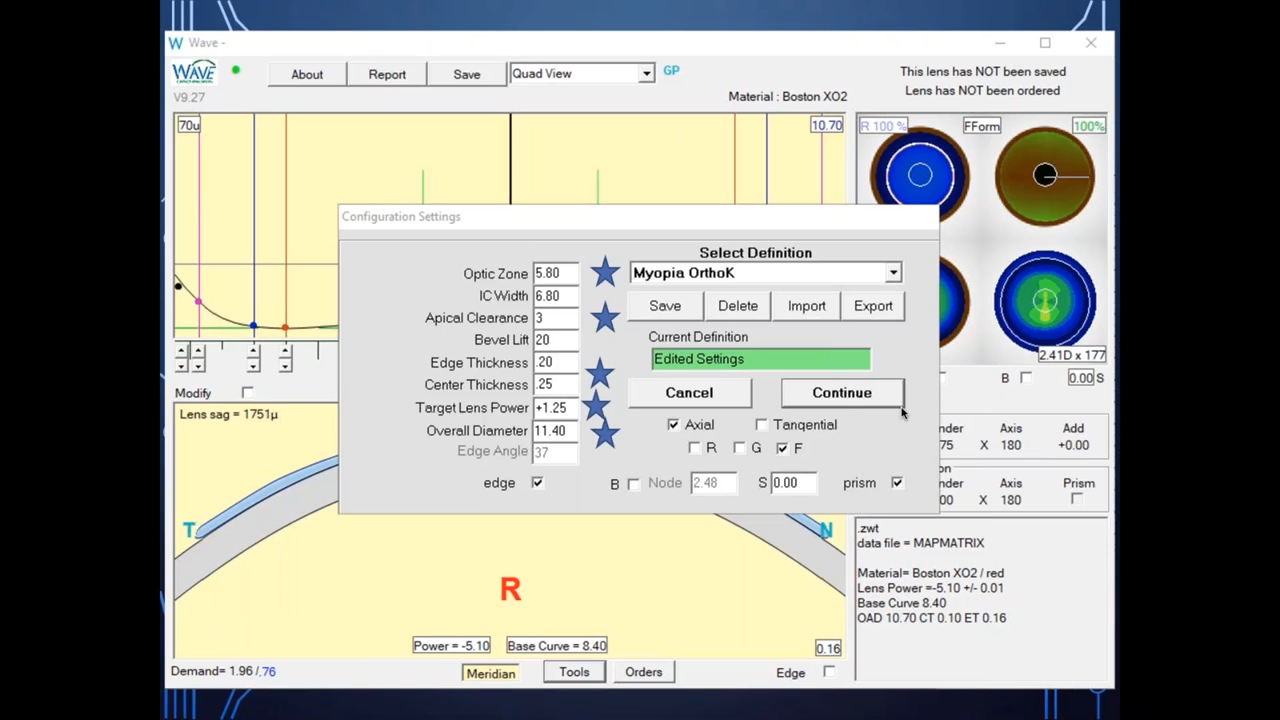 W Wave -
WAVE
V9.27
About
Report
Save
Quad View
GP
This lens has NOT been saved
Lens has NOT been ordered
Material : Boston XO2
70u
10.70
R 100 %
FForm
100%
Configuration Settings
Optic Zone 5.80
IC Width 6.80
Apical Clearance 3
Bevel Lift 20
Edge Thickness .20
Center Thickness .25
Target Lens Power +1.25
Overall Diameter 11.40
Edge Angle 37
edge
Select Definition
Myopia OrthoK
Save Delete Import Export
Current Definition
Edited Settings
Cancel Continue
Axial Tangential
R G F
B Node 2.48 S 0.00 prism
2.41D x 177
B 0.00 S
nder Axis Add
75 X 180 +0.00
on
nder Axis Prism
00 X 180
Modify
Lens sag = 1751µ
T
N
R
Power = -5.10
Base Curve = 8.40
0.16
.zwt
data file = MAPMATRIX
Material= Boston XO2 / red
Lens Power =-5.10 +/- 0.01
Base Curve 8.40
OAD 10.70 CT 0.10 ET 0.16
Demand= 1.96 /.76
Meridian
Tools
Orders
Edge